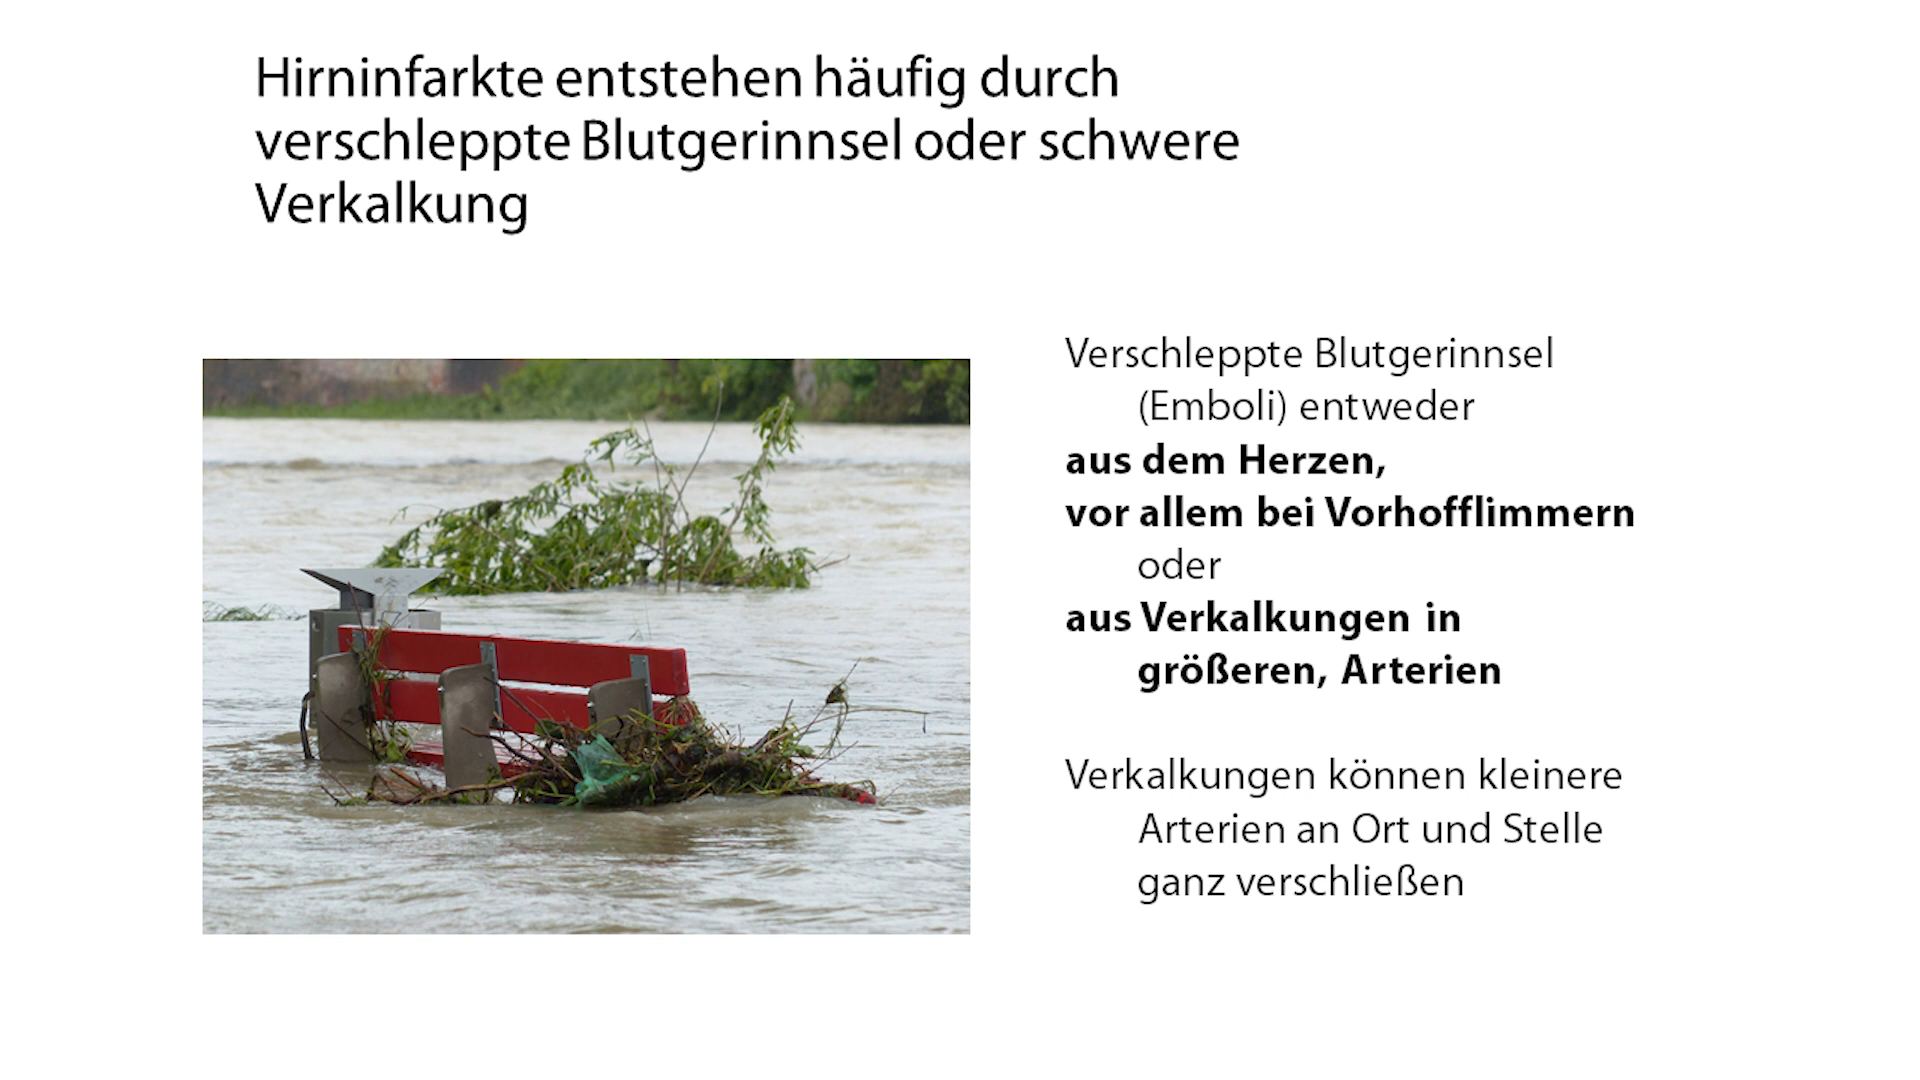 Hirninfarkte entstehen häufig durch
verschleppte Blutgerinnsel oder schwere
Verkalkung
Verschleppte Blutgerinnsel
(Emboli) entweder
aus dem Herzen,
vor allem bei Vorhofflimmern
oder
aus Verkalkungen in
größeren, Arterien
Verkalkungen können kleinere
Arterien an Ort und Stelle
ganz verschließen